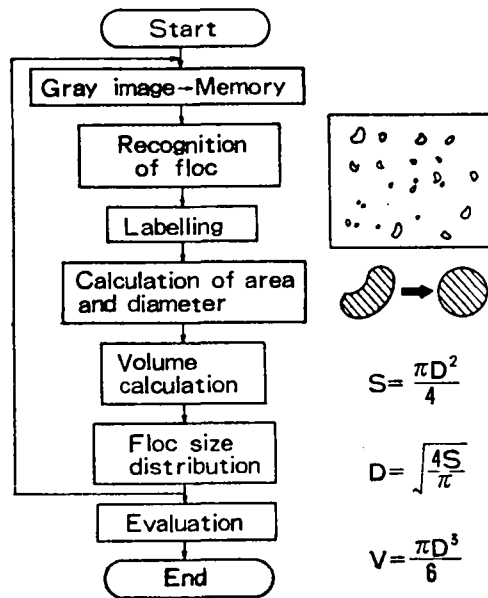 Start
Gray image→Memory
Recognition
of floc
Labelling
Calculation of area
and diameter
Volume
calculation
Floc size
distribution
Evaluation
End
S = πD²/4
D = √(4S/π)
V = πD³/6